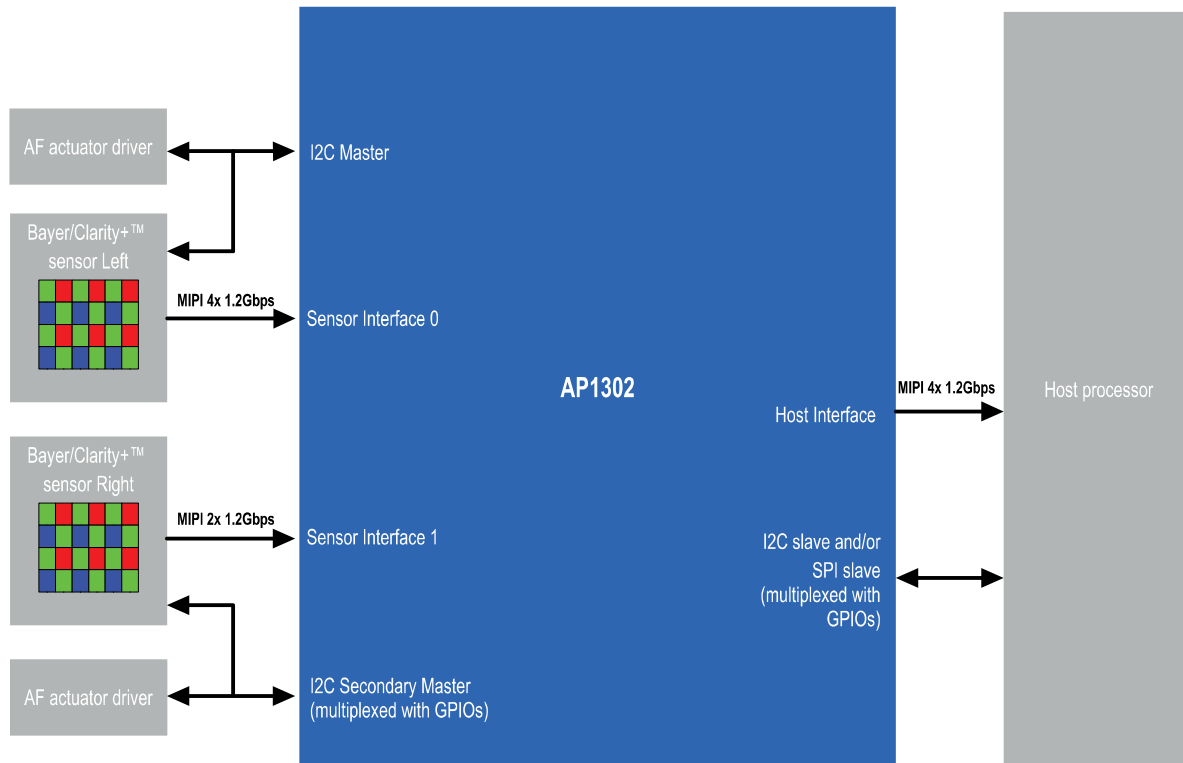 AF actuator driver
I2C Master
Bayer/Clarity+™
sensor Left
MIPI 4x 1.2Gbps
Sensor Interface 0
AP1302
MIPI 4x 1.2Gbps
Host processor
Host Interface
Bayer/Clarity+™
sensor Right
MIPI 2x 1.2Gbps
Sensor Interface 1
I2C slave and/or
SPI slave
(multiplexed with
GPIOs)
AF actuator driver
I2C Secondary Master
(multiplexed with GPIOs)